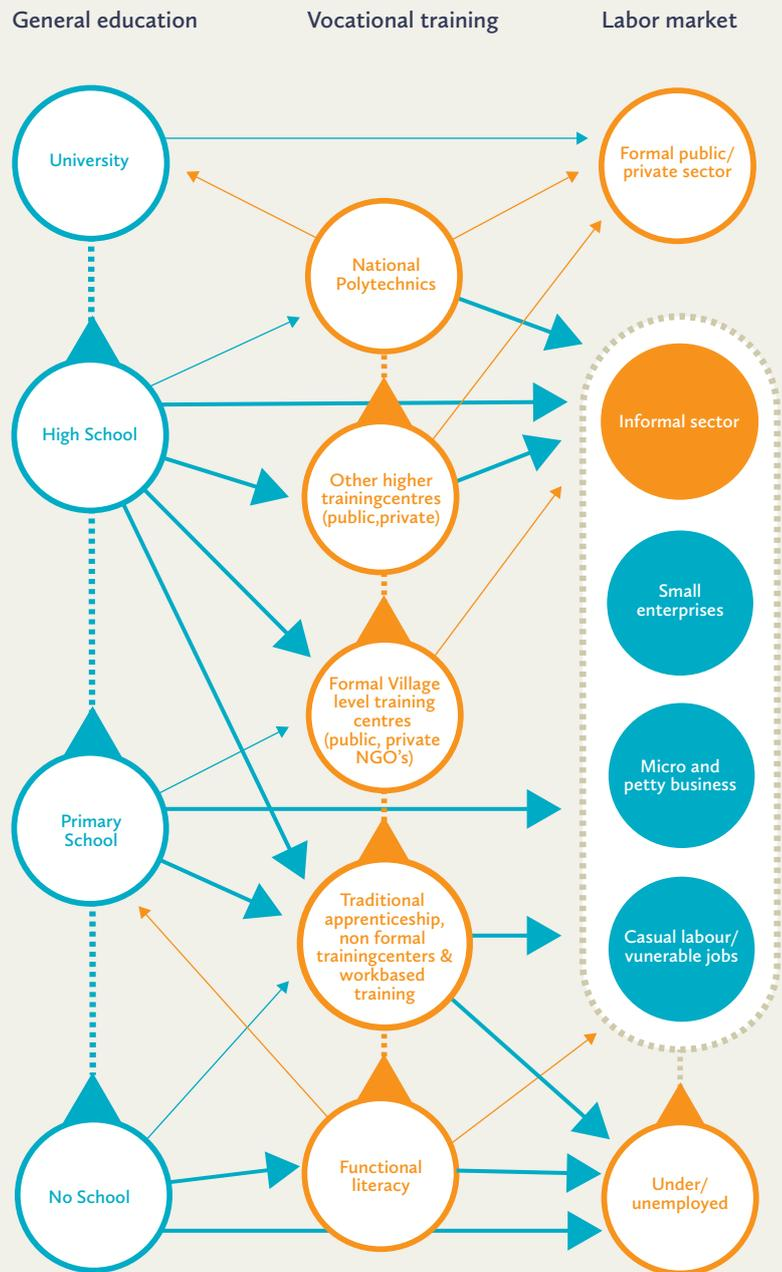 General education
Vocational training
Labor market
University
Formal public/
private sector
National
Polytechnics
High School
Informal sector
Other higher
trainingcentres
(public,private)
Small
enterprises
Formal Village
level training
centres
(public, private
NGO's)
Micro and
petty business
Primary
School
Traditional
apprenticeship,
non formal
trainingcenters &
workbased
training
Casual labour/
vunerable jobs
Functional
literacy
No School
Under/
unemployed